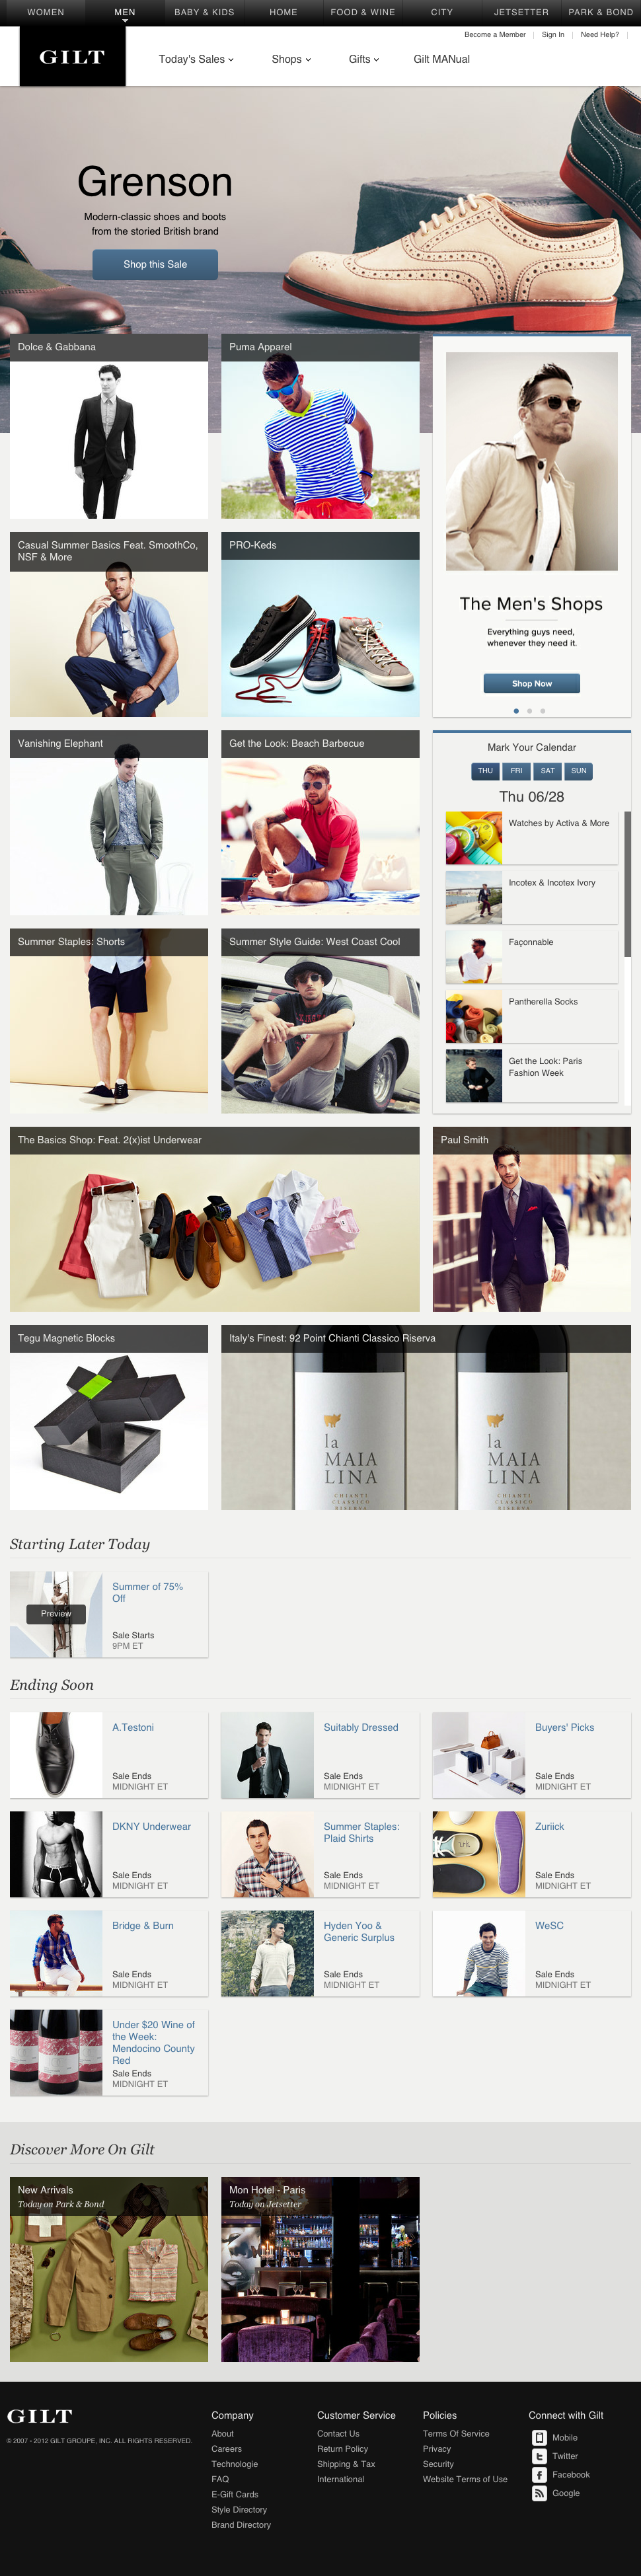 WOMEN MEN BABY & KIDS HOME FOOD & WINE CITY JETSETTER PARK & BOND
Become a Member Sign In Need Help?
GILT
Today's Sales Shops Gifts Gilt MANual
Grenson
Modern-classic shoes and boots
from the storied British brand
Shop this Sale
Dolce & Gabbana
Puma Apparel
The Men's Shops
Everything guys need,
whenever they need it.
Shop Now
Casual Summer Basics Feat. SmoothCo,
NSF & More
PRO-Keds
Vanishing Elephant
Get the Look: Beach Barbecue
Mark Your Calendar
THU FRI SAT SUN
Thu 06/28
Watches by Activa & More
Incotex & Incotex Ivory
Façonnable
Pantherella Socks
Get the Look: Paris
Fashion Week
Summer Staples: Shorts
Summer Style Guide: West Coast Cool
The Basics Shop: Feat. 2(x)ist Underwear
Paul Smith
Tegu Magnetic Blocks
Italy's Finest: 92 Point Chianti Classico Riserva
la
MAIA
LINA
CHIANTI
CLASSICO
RISERVA
la
MAIA
LINA
CHIANTI
CLASSICO
RISERVA
Starting Later Today
Preview
Summer of 75%
Off
Sale Starts
9PM ET
Ending Soon
A.Testoni
Sale Ends
MIDNIGHT ET
Suitably Dressed
Sale Ends
MIDNIGHT ET
Buyers' Picks
Sale Ends
MIDNIGHT ET
DKNY Underwear
Sale Ends
MIDNIGHT ET
Summer Staples:
Plaid Shirts
Sale Ends
MIDNIGHT ET
Zuriick
Sale Ends
MIDNIGHT ET
Bridge & Burn
Sale Ends
MIDNIGHT ET
Hyden Yoo &
Generic Surplus
Sale Ends
MIDNIGHT ET
WeSC
Sale Ends
MIDNIGHT ET
Under $20 Wine of
the Week:
Mendocino County
Red
Sale Ends
MIDNIGHT ET
Discover More On Gilt
New Arrivals
Today on Park & Bond
Mon Hotel - Paris
Today on Jetsetter
GILT
© 2007 - 2012 GILT GROUPE, INC. ALL RIGHTS RESERVED.
Company
About
Careers
Technologie
FAQ
E-Gift Cards
Style Directory
Brand Directory
Customer Service
Contact Us
Return Policy
Shipping & Tax
International
Policies
Terms Of Service
Privacy
Security
Website Terms of Use
Connect with Gilt
Mobile
Twitter
Facebook
Google